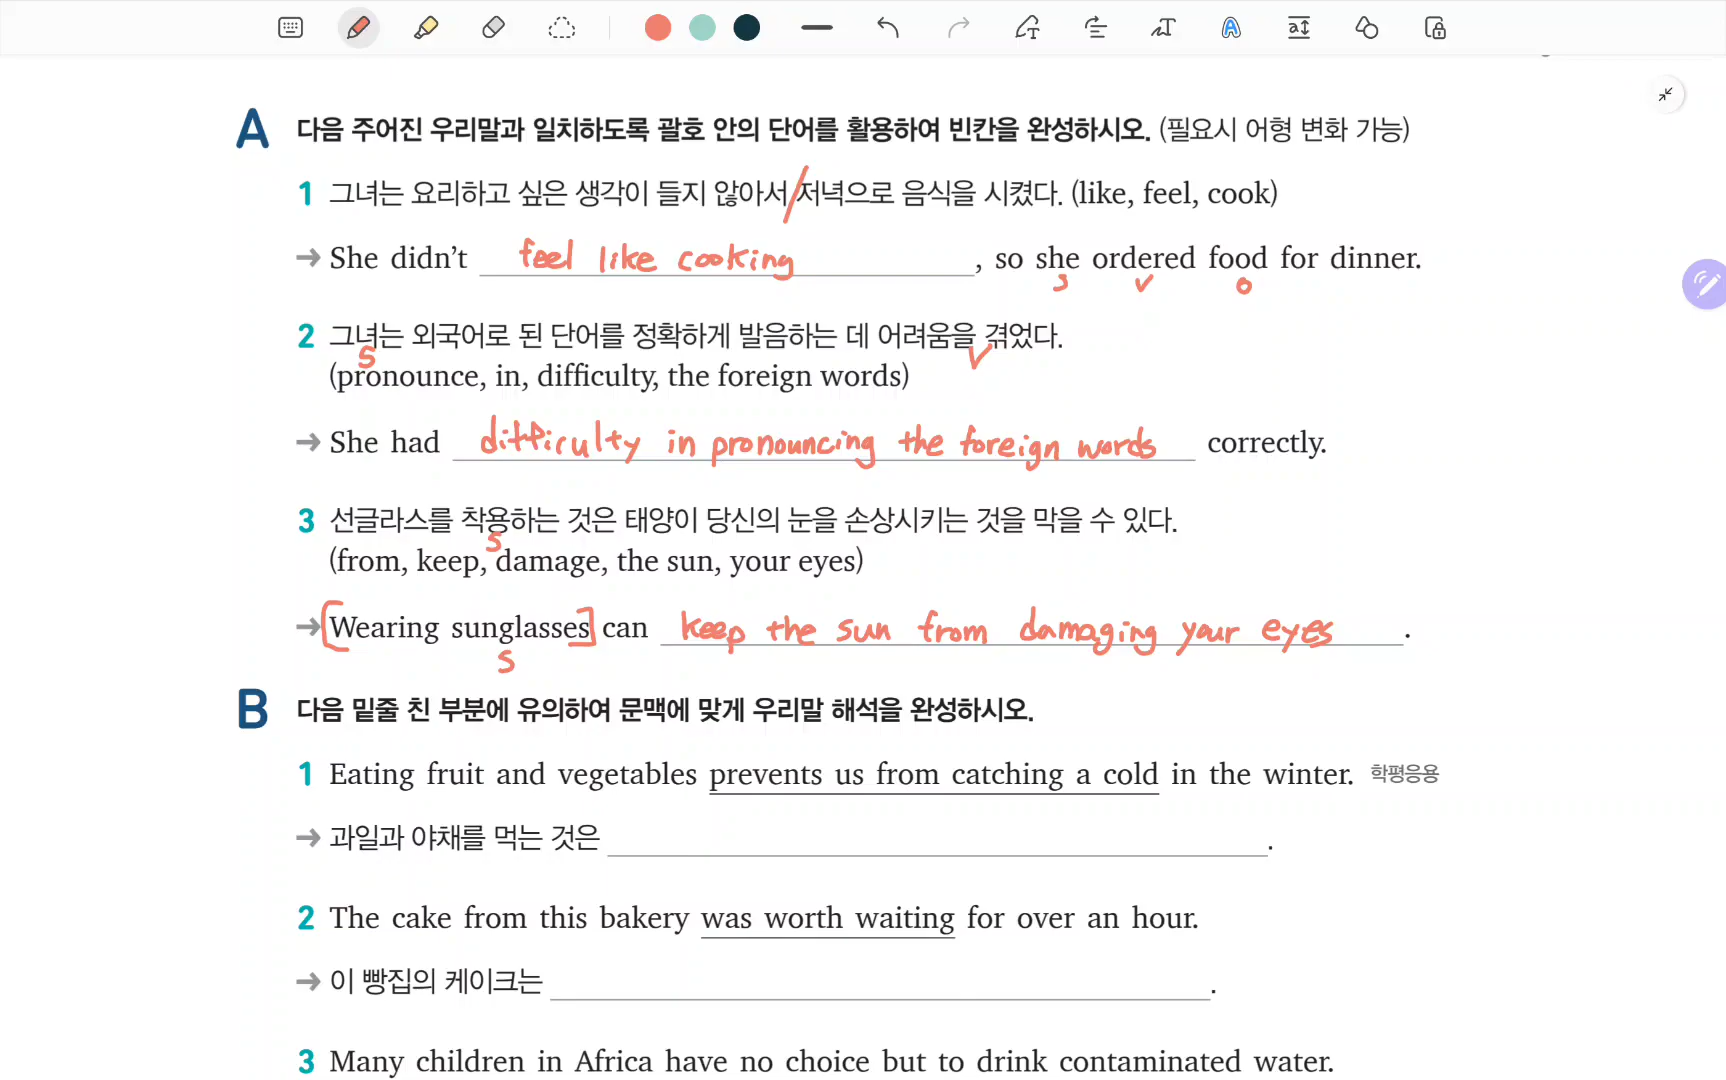 A 다음 주어진 우리말과 일치하도록 괄호 안의 단어를 활용하여 빈칸을 완성하시오. (필요시 어형 변화 가능)
1 그녀는 요리하고 싶은 생각이 들지 않아서/저녁으로 음식을 시켰다. (like, feel, cook)
→ She didn't feel like cooking, so she ordered food for dinner.
S V O
2 그녀는 외국어로 된 단어를 정확하게 발음하는 데 어려움을 겪었다.
S V
(pronounce, in, difficulty, the foreign words)
→ She had difficulty in pronouncing the foreign words correctly.
3 선글라스를 착용하는 것은 태양이 당신의 눈을 손상시키는 것을 막을 수 있다.
S
(from, keep, damage, the sun, your eyes)
→ [Wearing sunglasses] can keep the sun from damaging your eyes.
S
B 다음 밑줄 친 부분에 유의하여 문맥에 맞게 우리말 해석을 완성하시오.
1 Eating fruit and vegetables prevents us from catching a cold in the winter. 학평응용
→ 과일과 야채를 먹는 것은 .
2 The cake from this bakery was worth waiting for over an hour.
→ 이 빵집의 케이크는 .
3 Many children in Africa have no choice but to drink contaminated water.